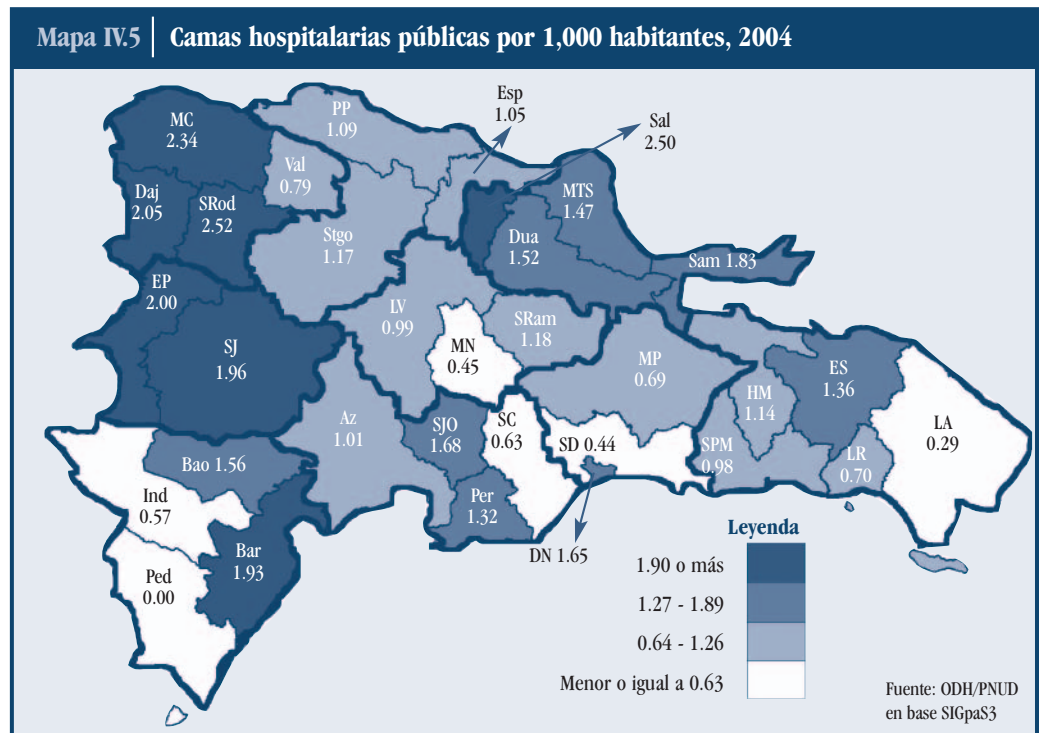 Mapa IV.5 | Camas hospitalarias públicas por 1,000 habitantes, 2004
Esp
1.05
Sal
2.50
PP
1.09
MC
2.34
Val
0.79
Daj
2.05
SRod
2.52
Stgo
1.17
MTS
1.47
Dua
1.52
Sam 1.83
EP
2.00
SJ
1.96
LV
0.99
MN
0.45
SRam
1.18
MP
0.69
HM
1.14
ES
1.36
LA
0.29
Az
1.01
SJO
1.68
SC
0.63
SD 0.44
SPM
0.98
LR
0.70
Bao 1.56
Ind
0.57
Per
1.32
Bar
1.93
DN 1.65
Ped
0.00
Leyenda
1.90 o más
1.27 - 1.89
0.64 - 1.26
Menor o igual a 0.63
Fuente: ODH/PNUD
en base SIGpaS3